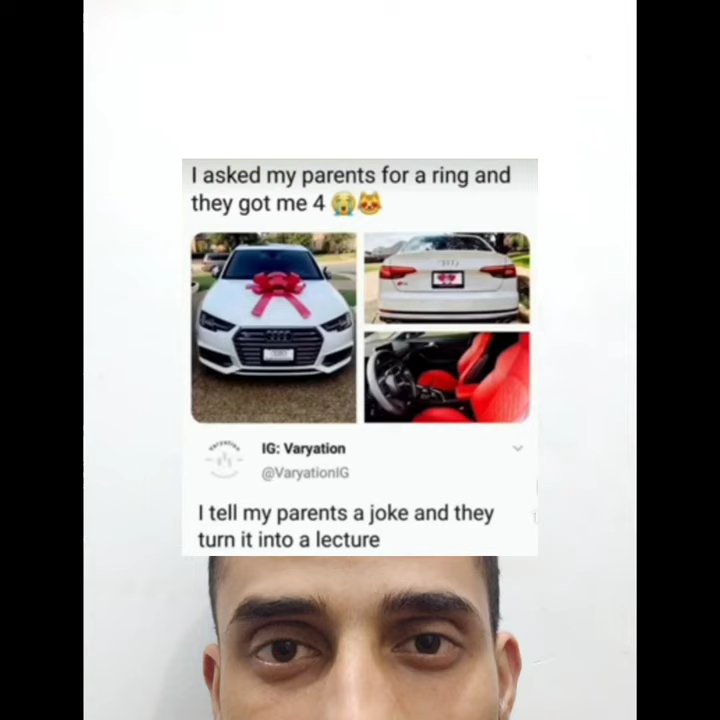 I asked my parents for a ring and
they got me 4 😭😻
Varyation
IG: Varyation
@VaryationIG
I tell my parents a joke and they
turn it into a lecture